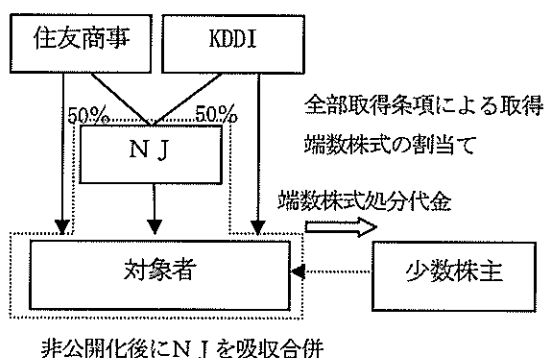 住友商事
KDDI
50%
50%
全部取得条項による取得
端数株式の割当て
NJ
端数株式処分代金
対象者
少数株主
非公開化後にNJを吸収合併